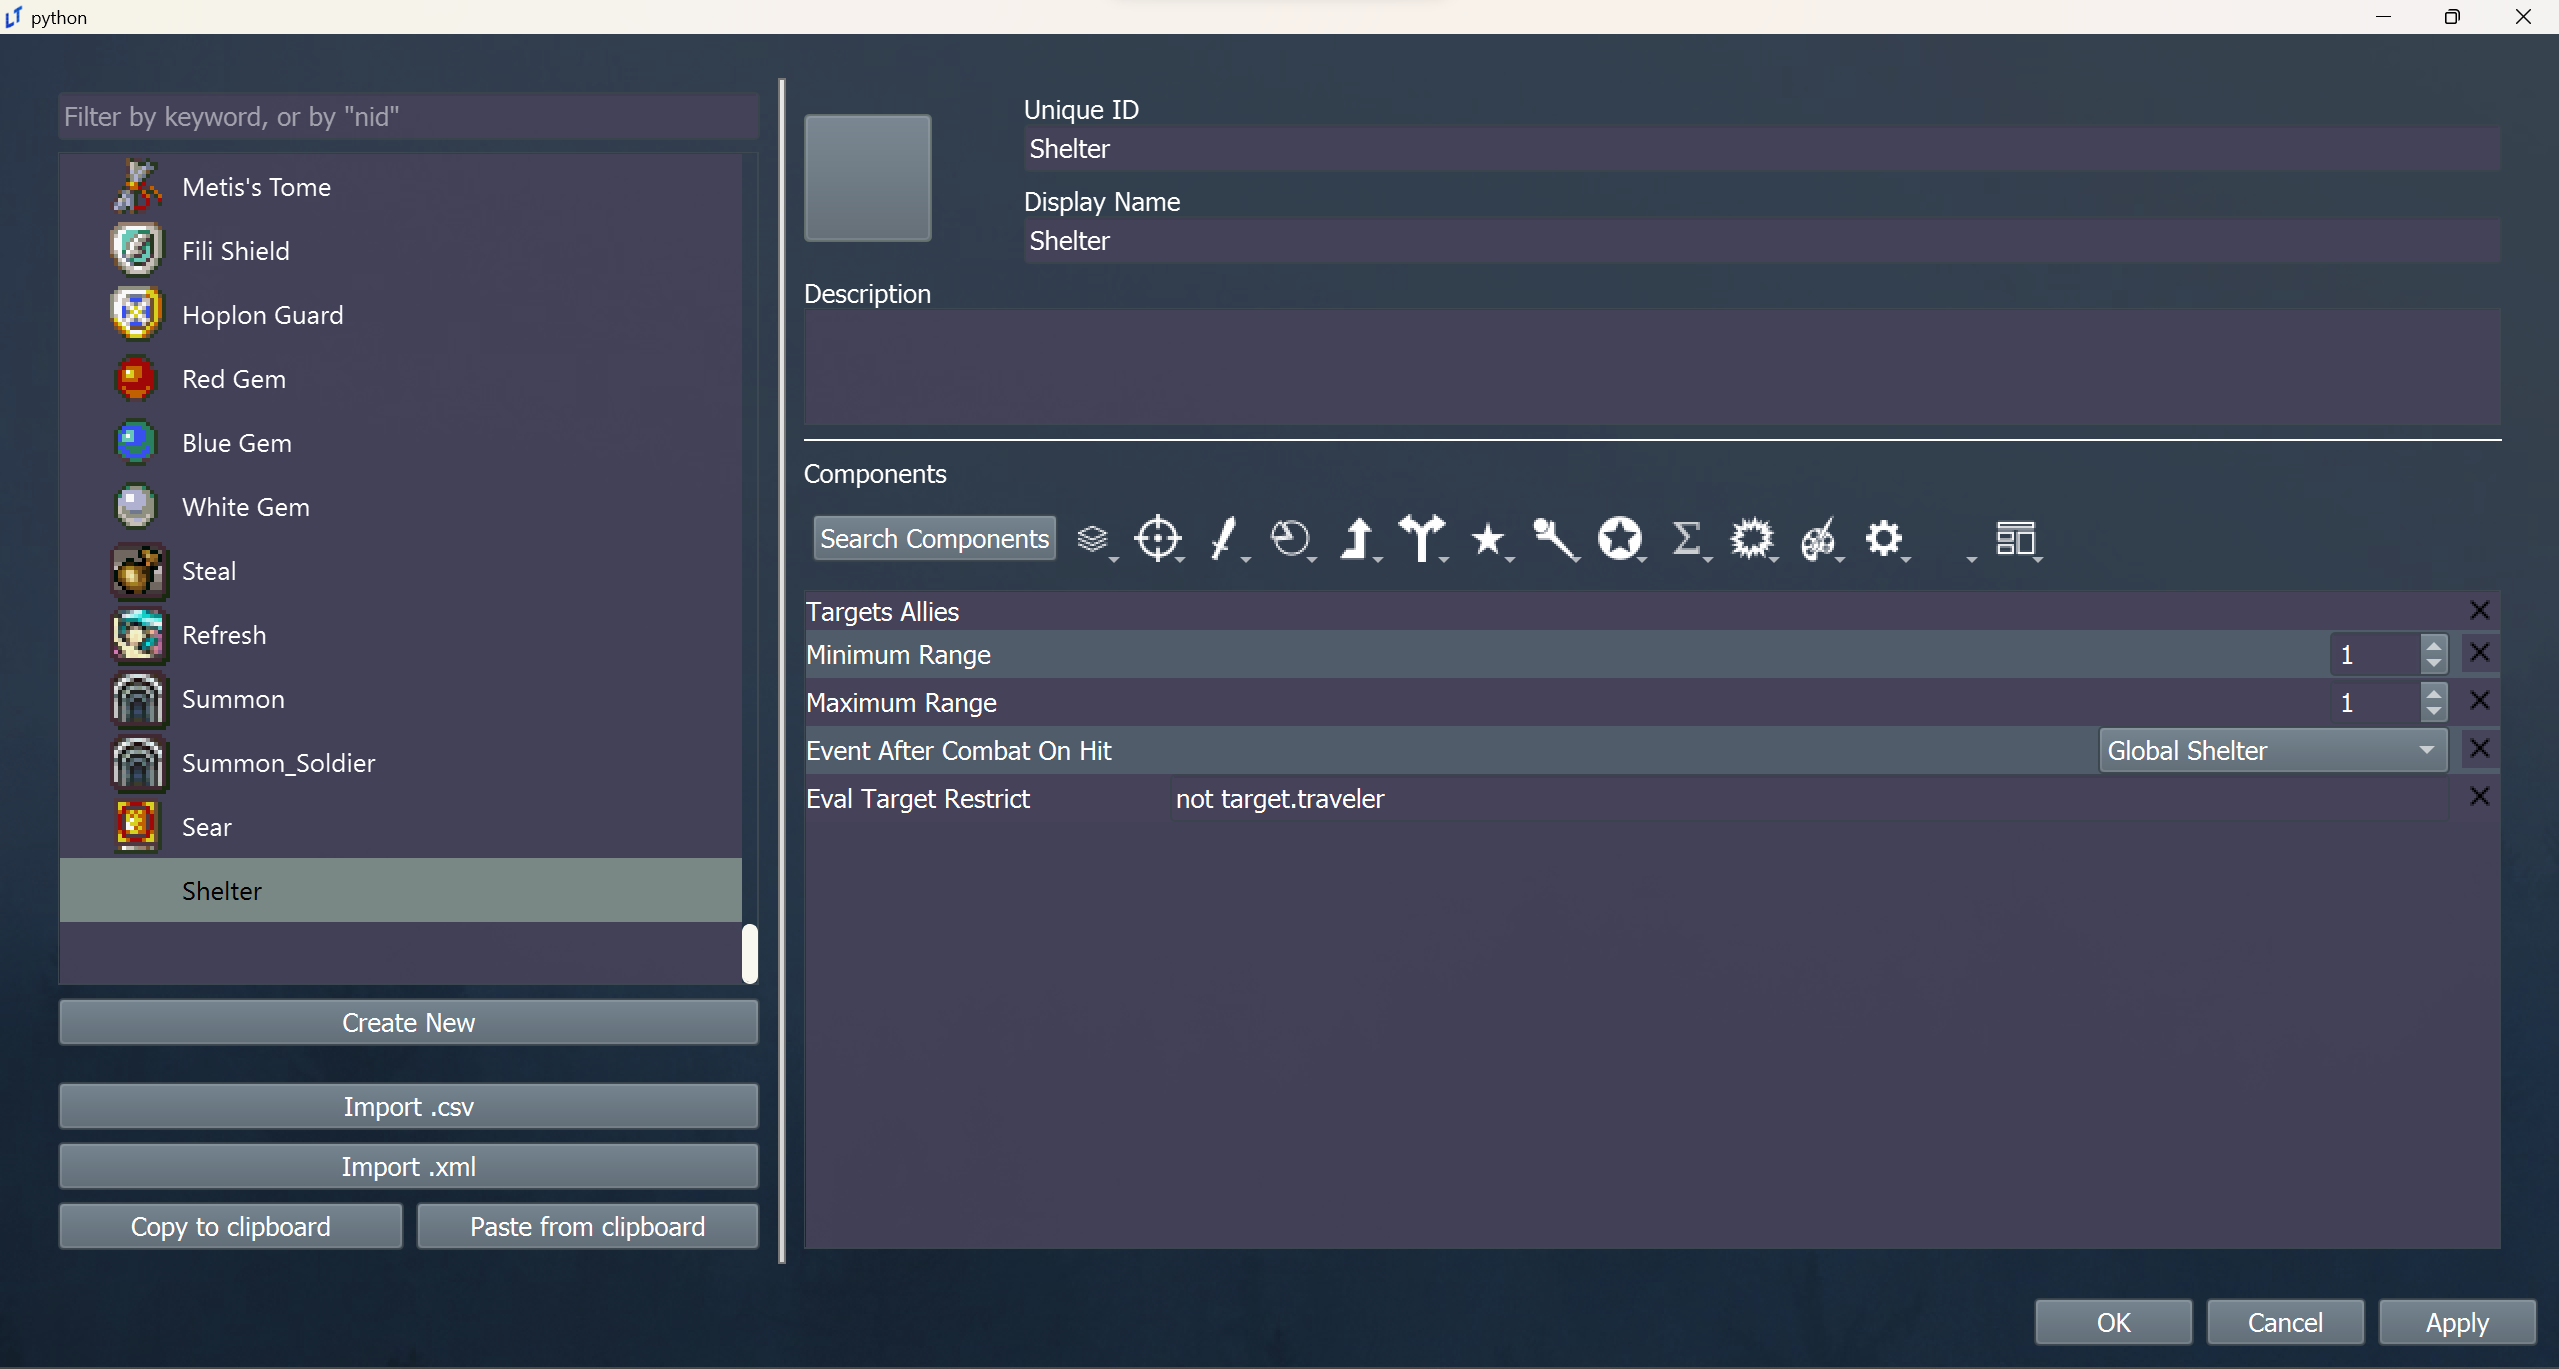 LT python
Filter by keyword, or by "nid"
Metis's Tome
Fili Shield
Hoplon Guard
Red Gem
Blue Gem
White Gem
Steal
Refresh
Summon
Summon_Soldier
Sear
Shelter
Create New
Import .csv
Import .xml
Copy to clipboard
Paste from clipboard
Unique ID
Shelter
Display Name
Shelter
Description
Components
Search Components
Targets Allies
Minimum Range 1
Maximum Range 1
Event After Combat On Hit Global Shelter
Eval Target Restrict not target.traveler
OK Cancel Apply